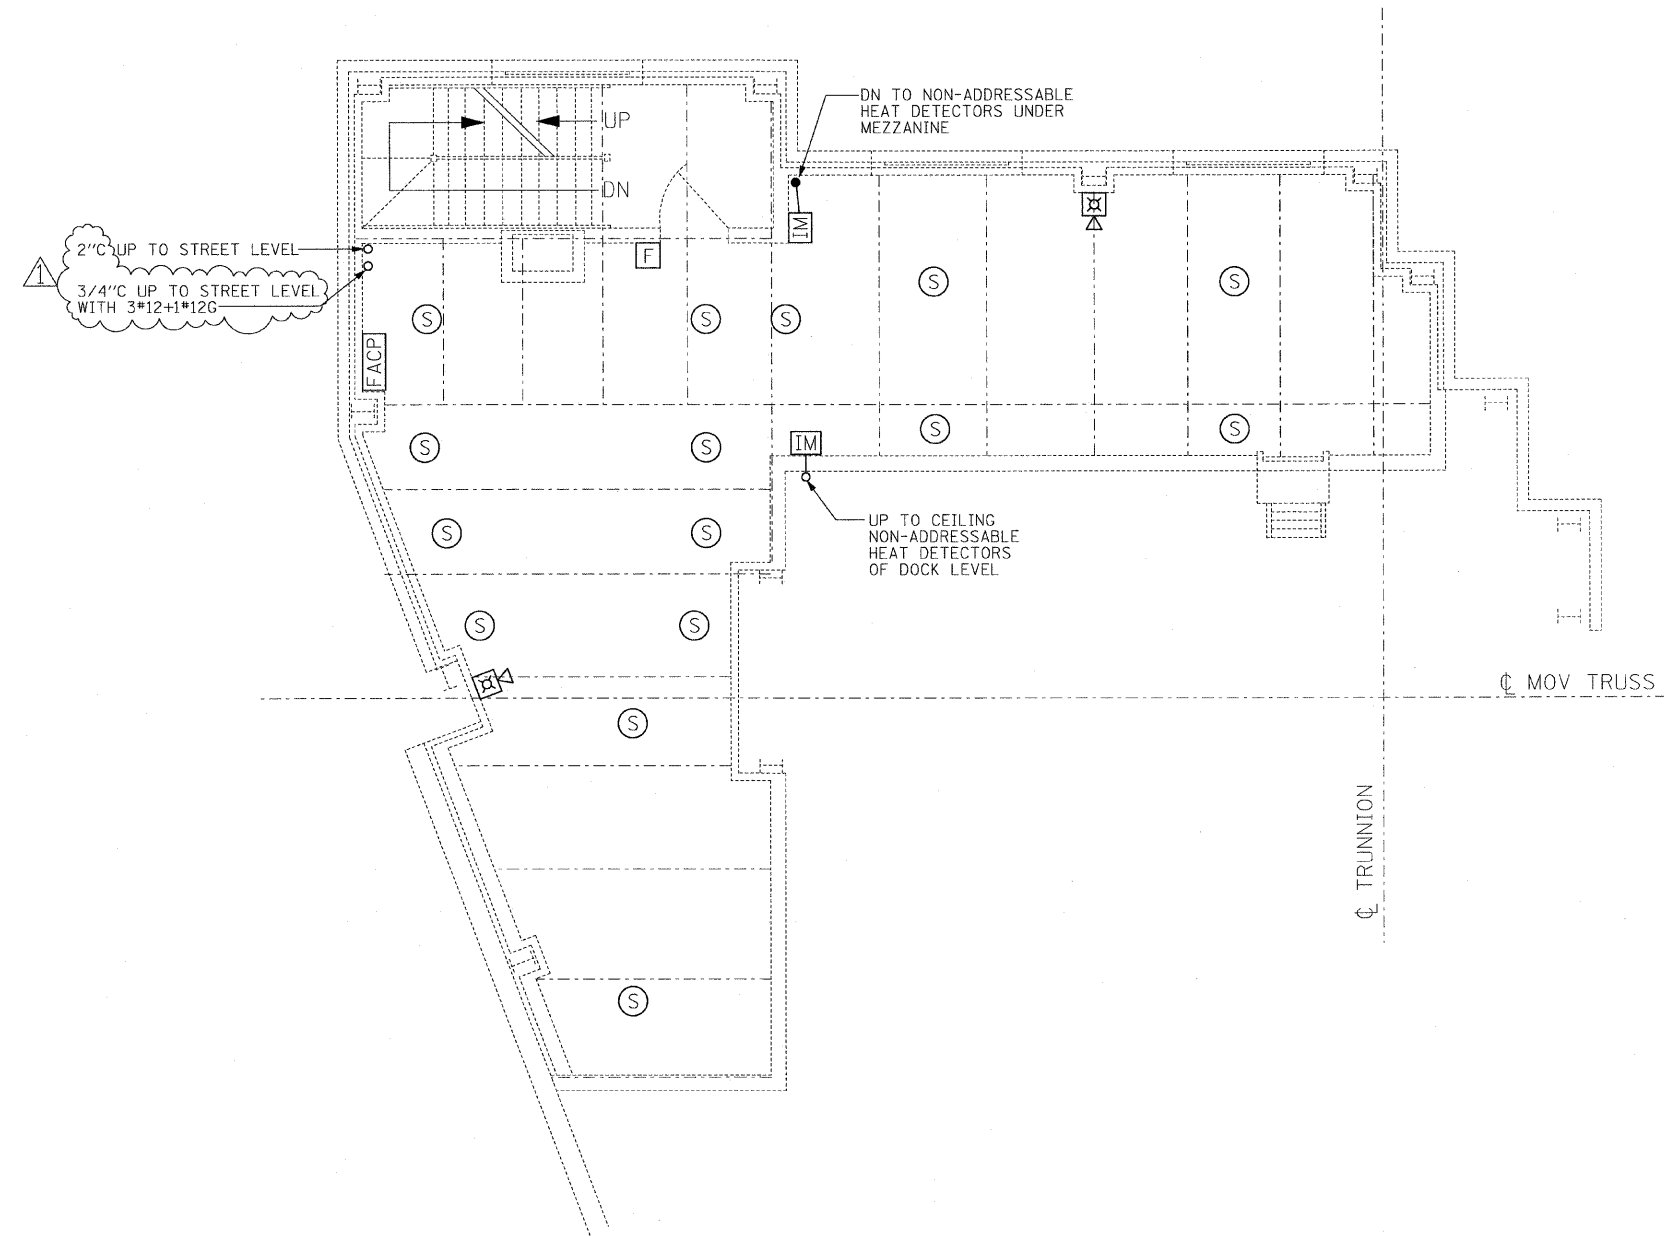 DN TO NON-ADDRESSABLE
HEAT DETECTORS UNDER
MEZZANINE
UP
DN
IM
2"C UP TO STREET LEVEL
F
1
3/4"C UP TO STREET LEVEL
WITH 3#12+1#12G
S
S
S
S
S
FACP
S
S
S
S
IM
UP TO CEILING
NON-ADDRESSABLE
HEAT DETECTORS
OF DOCK LEVEL
S
S
S
S
℄ MOV TRUSS
S
℄ TRUNNION
S